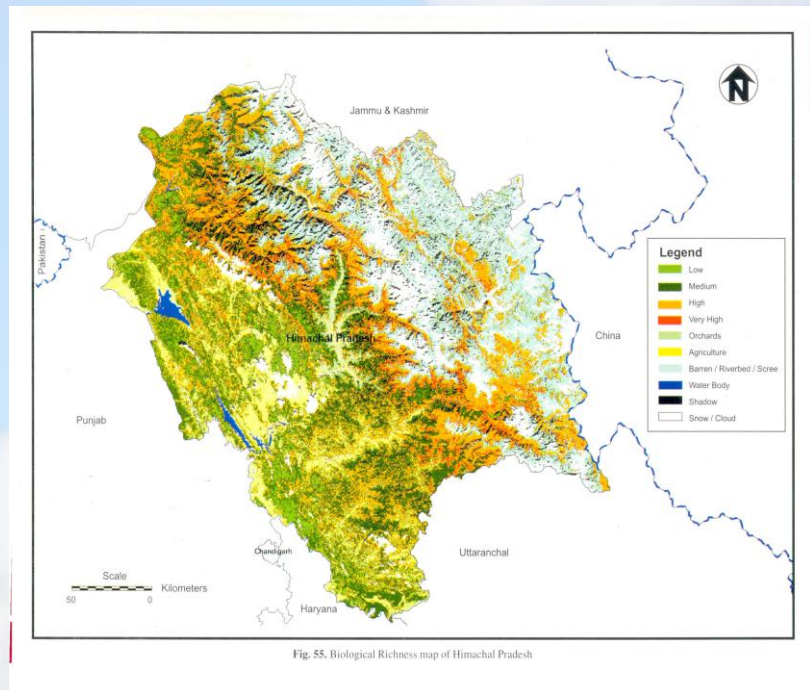 N
Jammu & Kashmir
Pakistan
Legend
Low
Medium
High
Very High
Orchards
Agriculture
Barren / Riverbed / Scree
Water Body
Shadow
Snow / Cloud
China
Himachal Pradesh
Punjab
Uttaranchal
Chandigarh
Scale
Kilometers
50 0
Haryana
Fig. 55. Biological Richness map of Himachal Pradesh